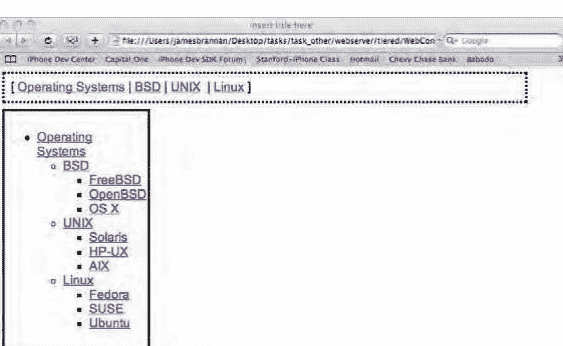 Insert title here
file:///Users/jamesbrannan/Desktop/tasks/task_other/webserver/tiered/WebCon Q- Google
iPhone Dev Center Capital One iPhone Dev SDK Forum Stanford-iPhone Class Hotmail Chevy Chase Bank Babado
[ Operating Systems | BSD | UNIX | Linux ]
Operating
Systems
BSD
FreeBSD
OpenBSD
OS X
UNIX
Solaris
HP-UX
AIX
Linux
Fedora
SUSE
Ubuntu